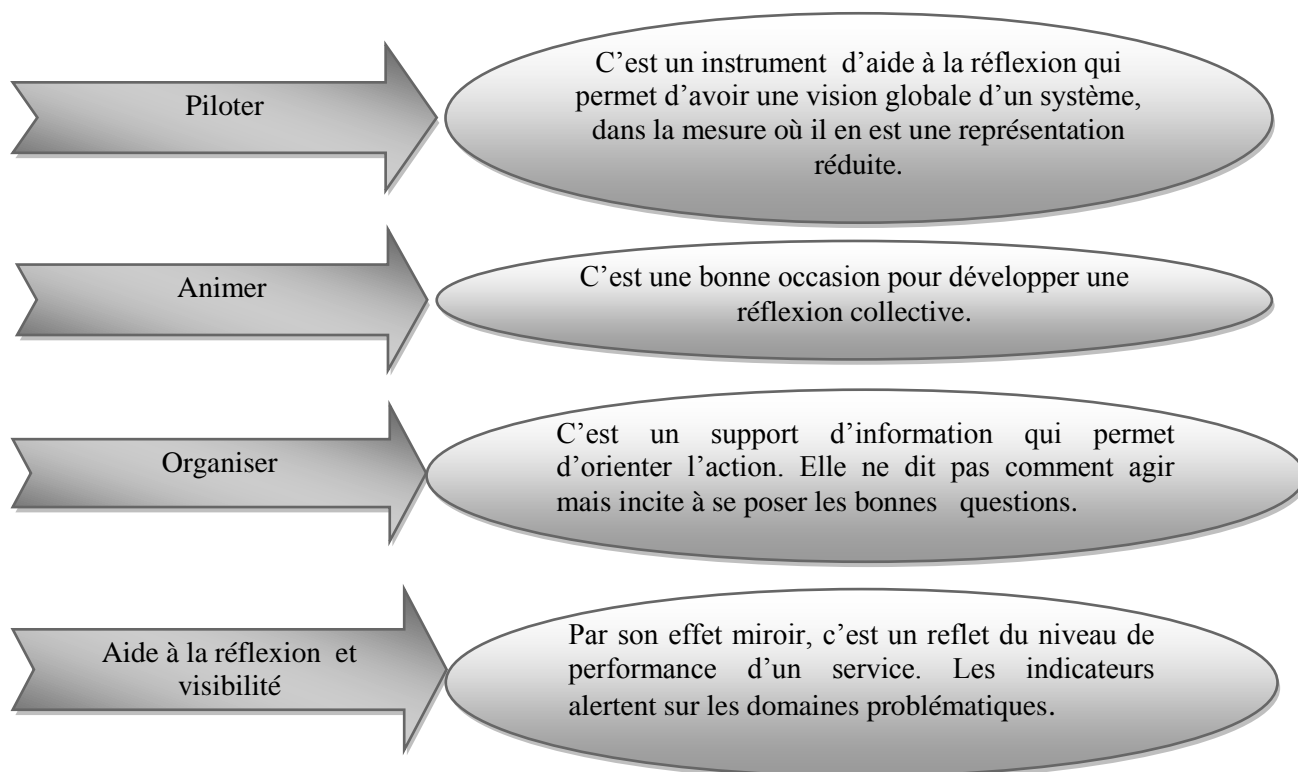 Piloter
C’est un instrument d’aide à la réflexion qui
permet d’avoir une vision globale d’un système,
dans la mesure où il en est une représentation
réduite.
Animer
C’est une bonne occasion pour développer une
réflexion collective.
Organiser
C’est un support d’information qui permet
d’orienter l’action. Elle ne dit pas comment agir
mais incite à se poser les bonnes questions.
Aide à la réflexion et
visibilité
Par son effet miroir, c’est un reflet du niveau de
performance d’un service. Les indicateurs
alertent sur les domaines problématiques.